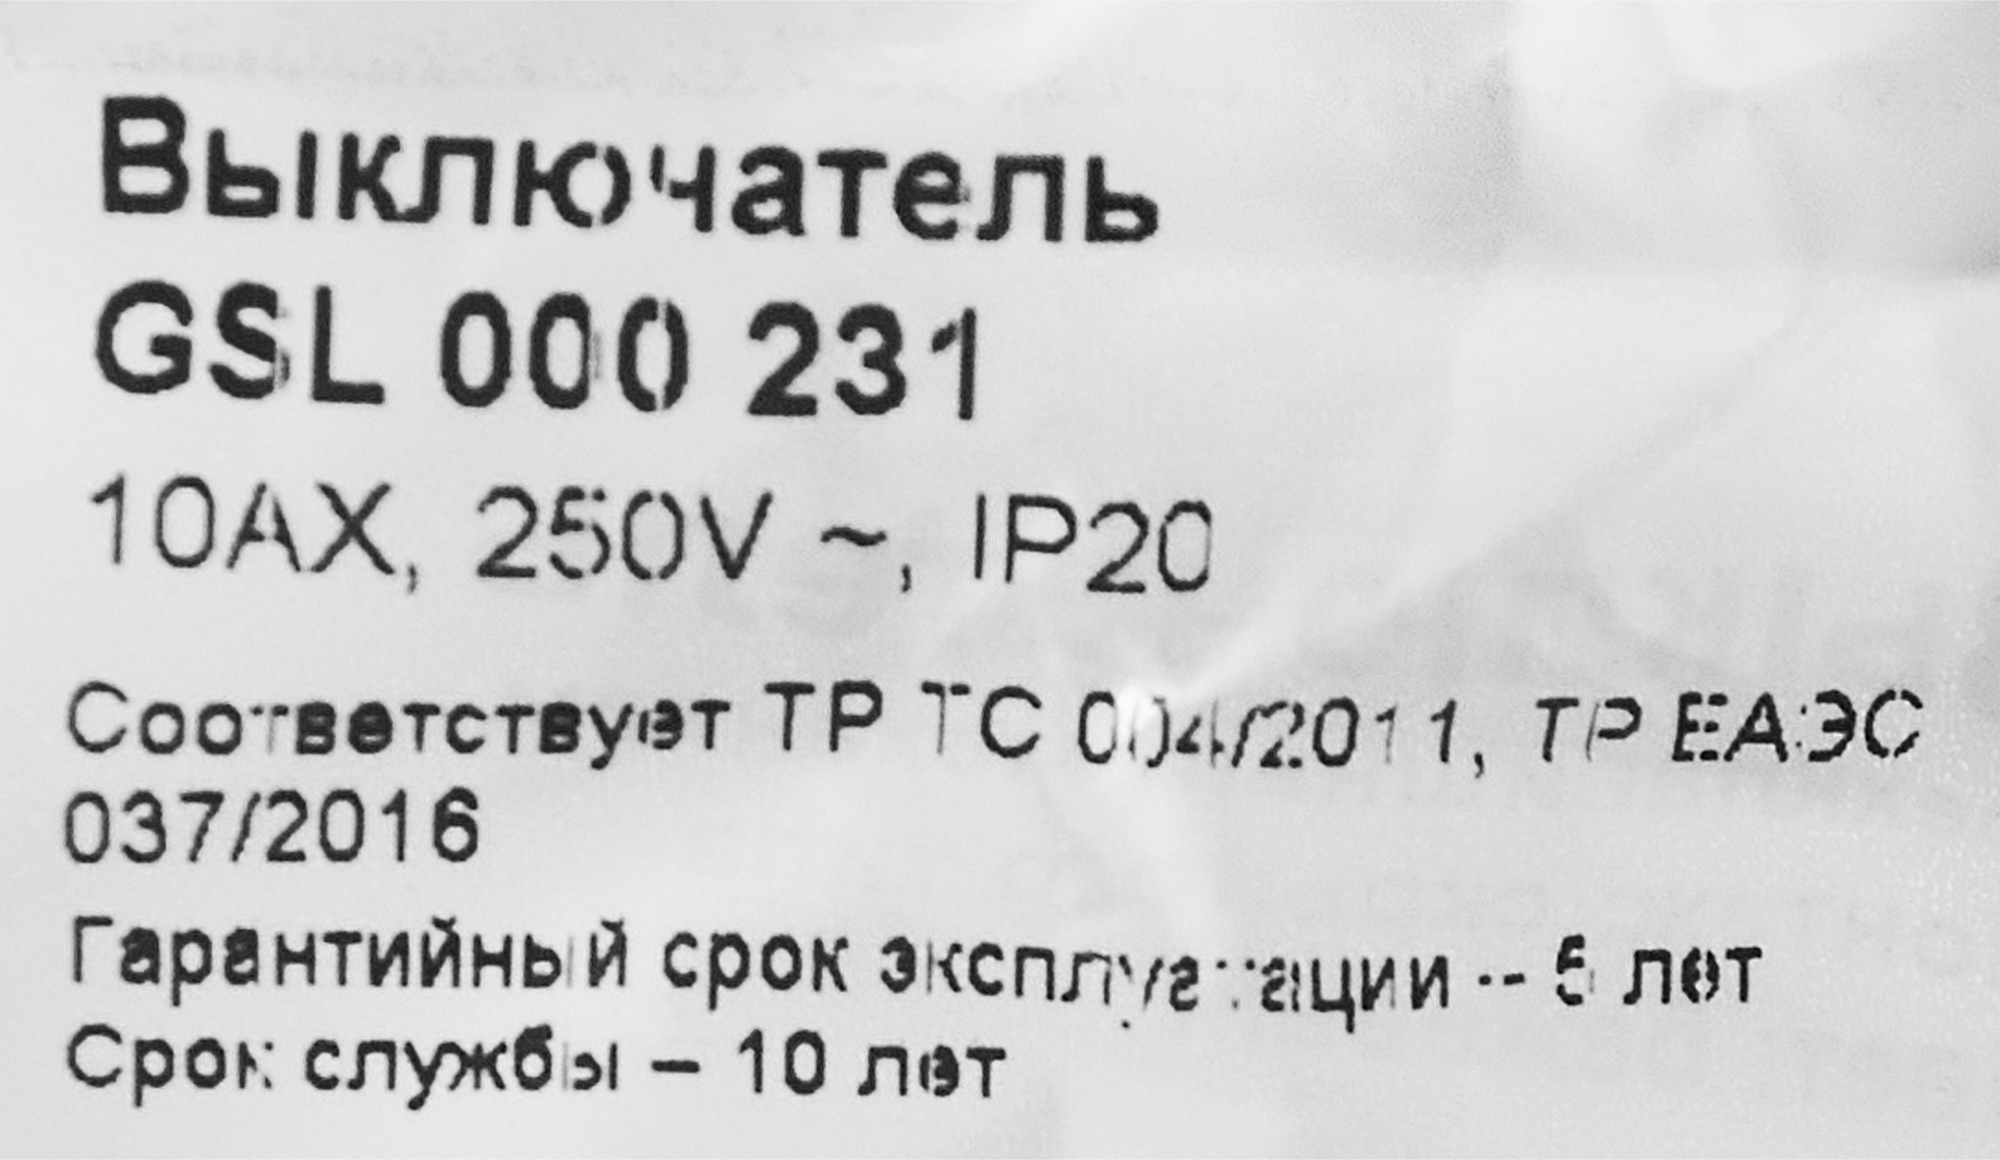 Выключатель
GSL 000 231
10AX, 250V ~, IP20
Соответствует ТР ТС 004/2011, ТР ЕАЭС
037/2016
Гарантийный срок эксплуатации – 5 лет
Срок службы – 10 лет